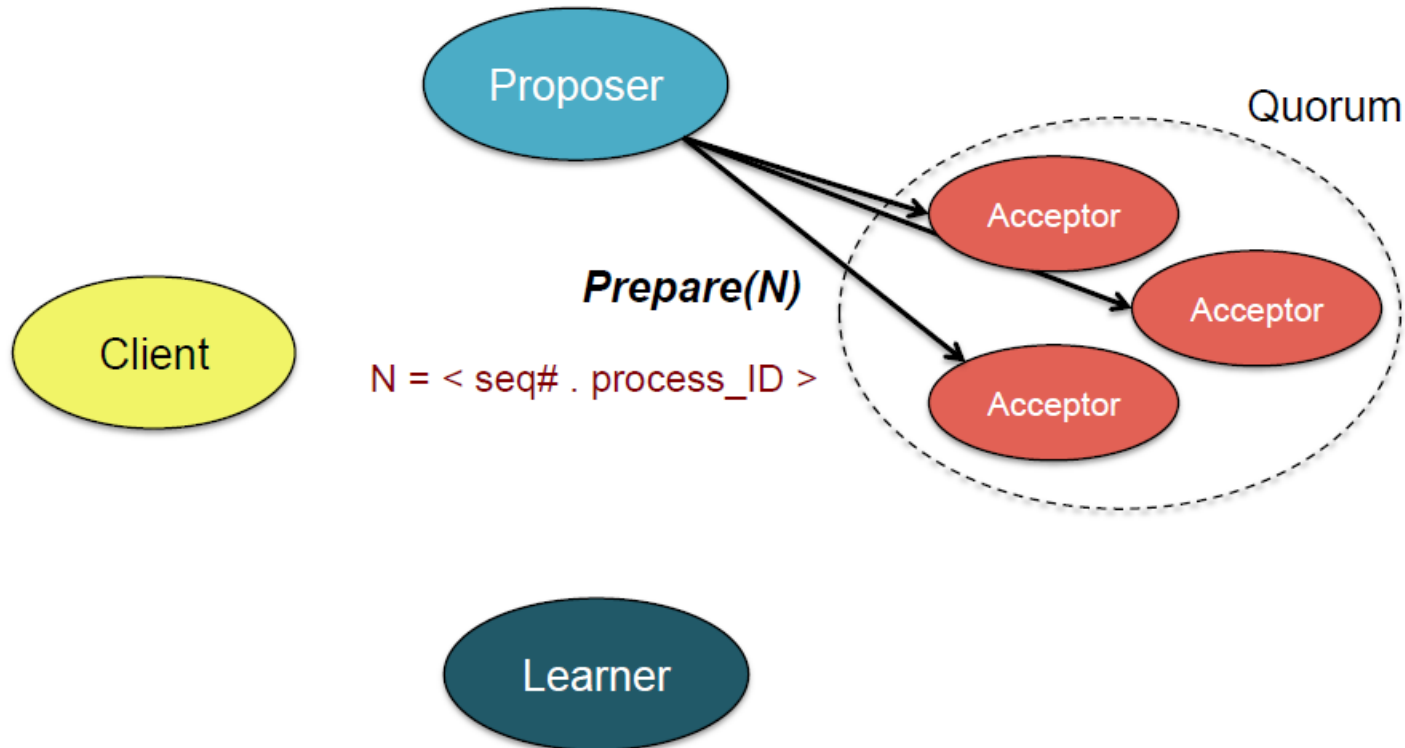 Proposer
Quorum
Acceptor
Prepare(N)
Acceptor
Client
N = < seq# . process_ID >
Acceptor
Learner